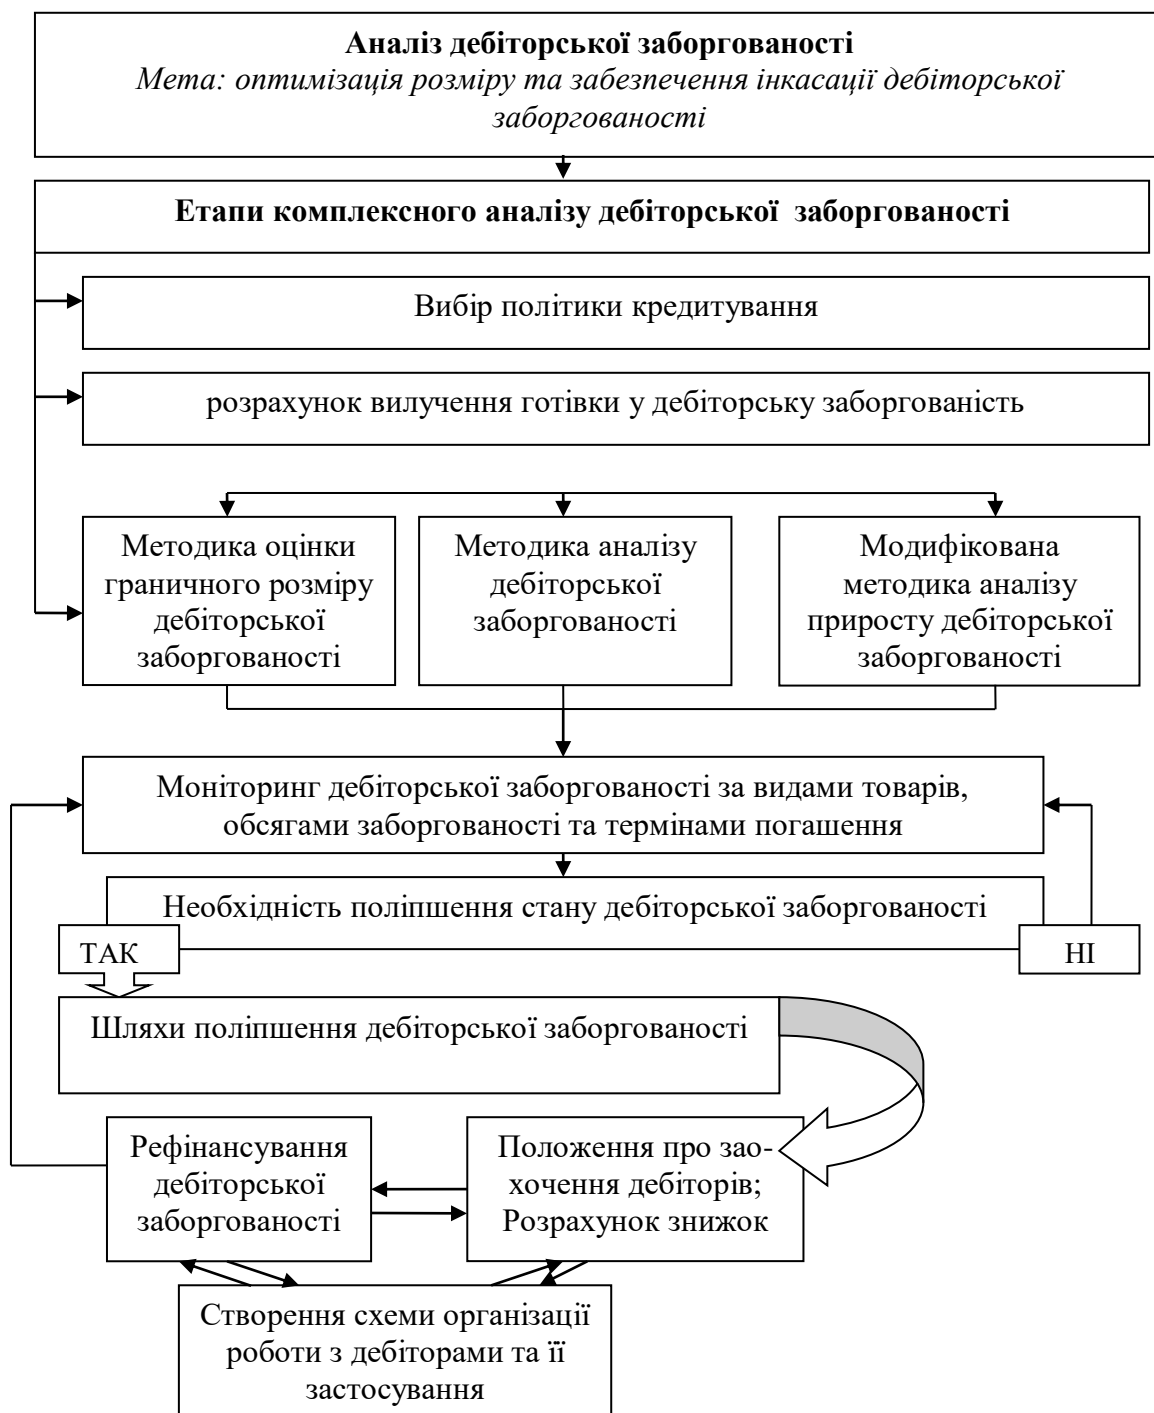 Аналіз дебіторської заборгованості
Мета: оптимізація розміру та забезпечення інкасації дебіторської
заборгованості
Етапи комплексного аналізу дебіторської заборгованості
Вибір політики кредитування
розрахунок вилучення готівки у дебіторську заборгованість
Методика оцінки
граничного розміру
дебіторської
заборгованості
Методика аналізу
дебіторської
заборгованості
Модифікована
методика аналізу
приросту дебіторської
заборгованості
Моніторинг дебіторської заборгованості за видами товарів,
обсягами заборгованості та термінами погашення
Необхідність поліпшення стану дебіторської заборгованості
ТАК
НІ
Шляхи поліпшення дебіторської заборгованості
Рефінансування
дебіторської
заборгованості
Положення про зао-
хочення дебіторів;
Розрахунок знижок
Створення схеми організації
роботи з дебіторами та її
застосування